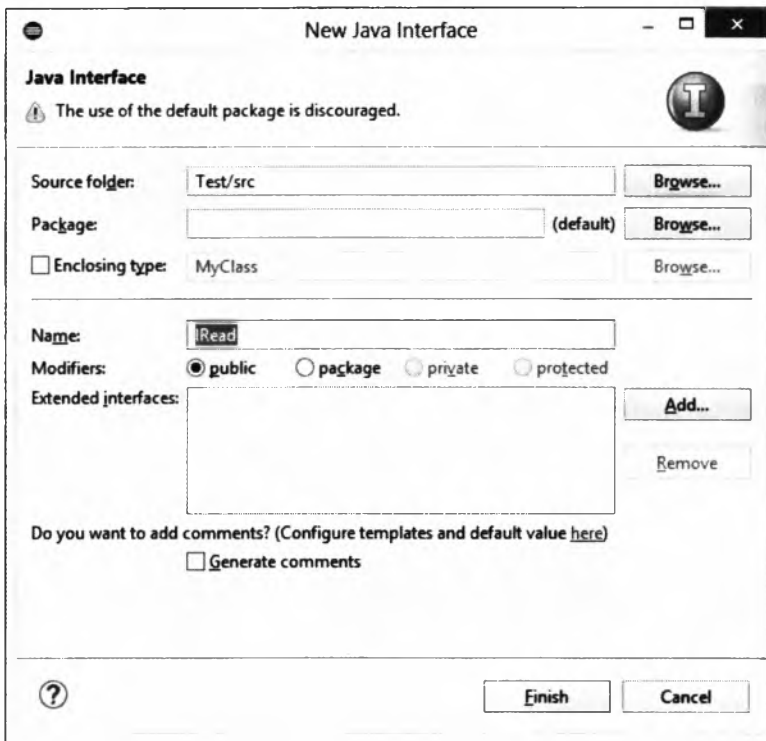 New Java Interface
Java Interface
The use of the default package is discouraged.
Source folder: Test/src Browse...
Package: (default) Browse...
Enclosing type: MyClass Browse...
Name: IRead
Modifiers: public package private protected
Extended interfaces: Add...
Remove
Do you want to add comments? (Configure templates and default value here)
Generate comments
? Finish Cancel